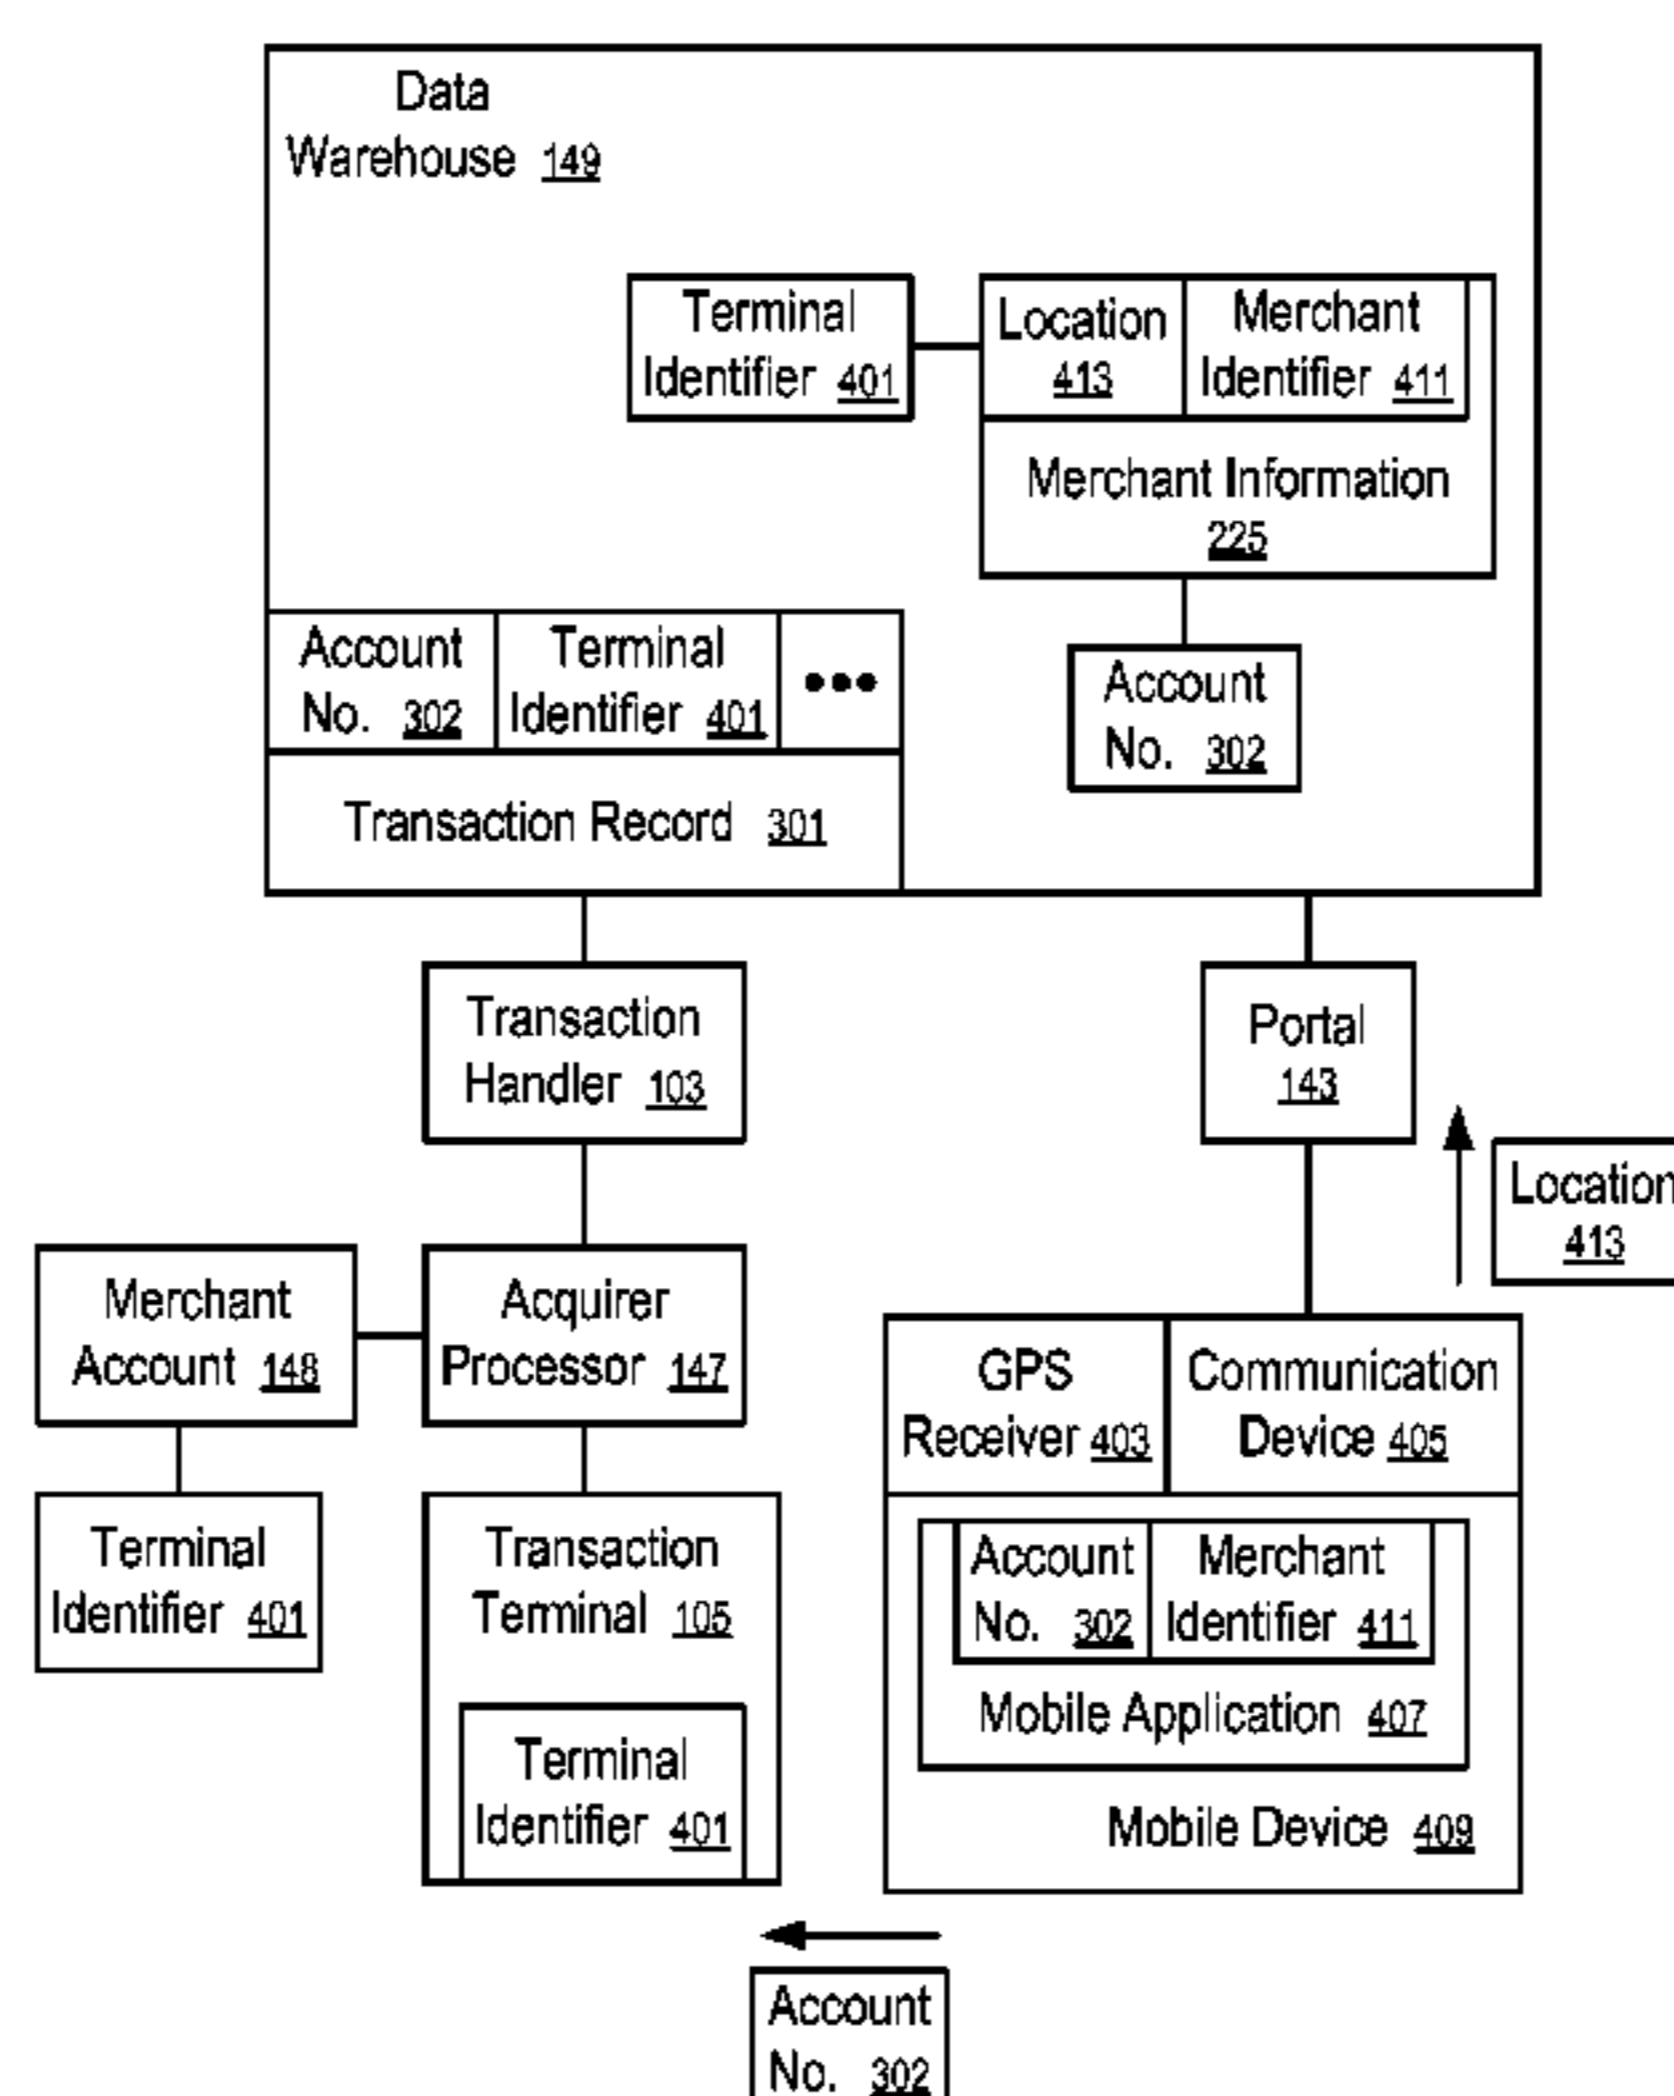 Data
Warehouse 149
Terminal
Identifier 401
Location
413
Merchant
Identifier 411
Merchant Information
225
Account
No. 302
Terminal
Identifier 401
•••
Account
No. 302
Transaction Record 301
Transaction
Handler 103
Portal
143
Location
413
Merchant
Account 148
Acquirer
Processor 147
GPS
Receiver 403
Communication
Device 405
Terminal
Identifier 401
Transaction
Terminal 105
Account
No. 302
Merchant
Identifier 411
Mobile Application 407
Terminal
Identifier 401
Mobile Device 409
Account
No. 302